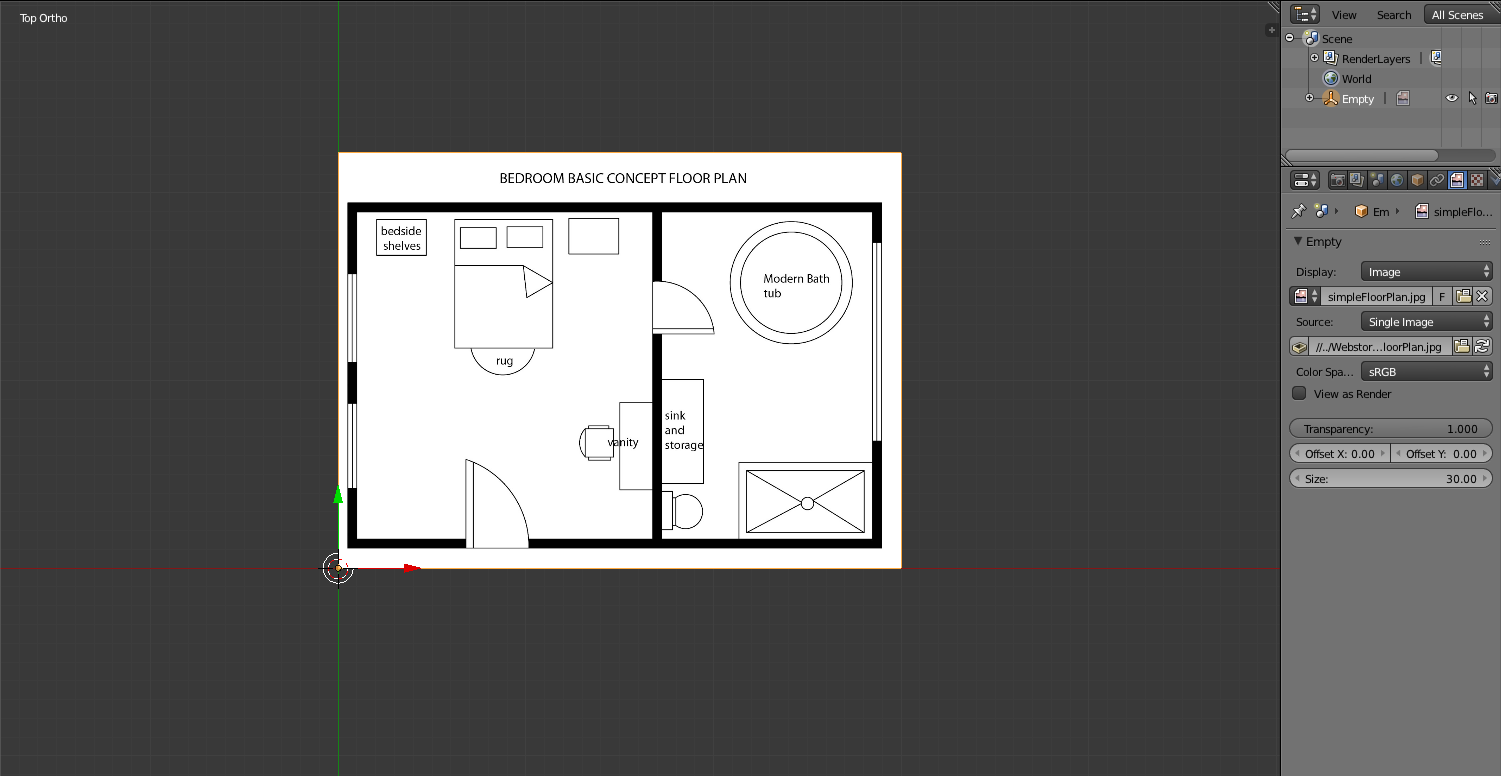 Top Ortho
View Search All Scenes
Scene
RenderLayers
World
Empty
BEDROOM BASIC CONCEPT FLOOR PLAN
bedside
shelves
rug
vanity
Modern Bath
tub
sink
and
storage
Em simpleFlo...
Empty
Display: Image
simpleFloorPlan.jpg F
Source: Single Image
//../Webstor...loorPlan.jpg
Color Spa... sRGB
View as Render
Transparency: 1.000
Offset X: 0.00 Offset Y: 0.00
Size: 30.00